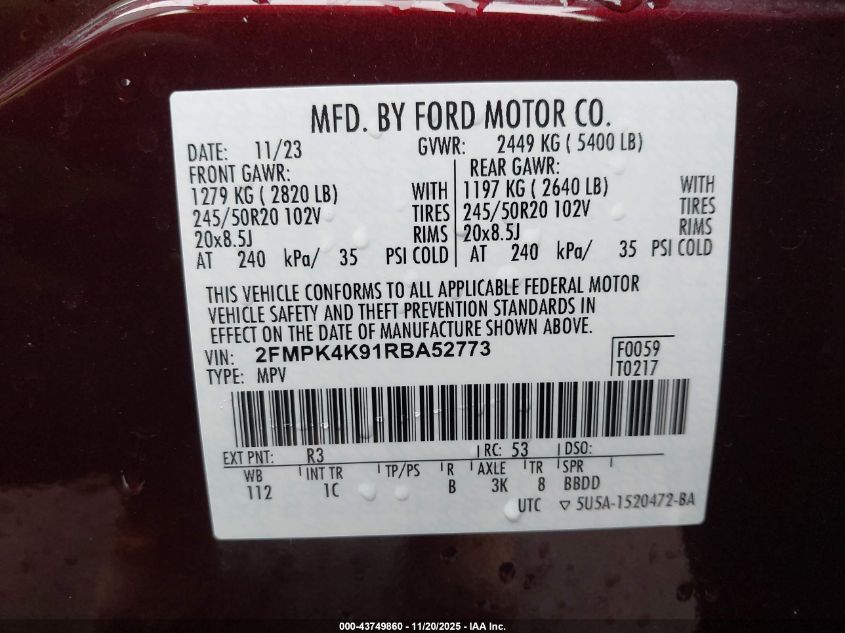 MFD. BY FORD MOTOR CO.
DATE: 11/23 GVWR: 2449 KG ( 5400 LB)
FRONT GAWR: REAR GAWR:
1279 KG ( 2820 LB) WITH 1197 KG ( 2640 LB) WITH
245/50R20 102V TIRES 245/50R20 102V TIRES
20x8.5J RIMS 20x8.5J RIMS
AT 240 kPa/ 35 PSI COLD AT 240 kPa/ 35 PSI COLD
THIS VEHICLE CONFORMS TO ALL APPLICABLE FEDERAL MOTOR
VEHICLE SAFETY AND THEFT PREVENTION STANDARDS IN
EFFECT ON THE DATE OF MANUFACTURE SHOWN ABOVE.
VIN: 2FMPK4K91RBA52773 F0059
TYPE: MPV T0217
EXT PNT: R3 RC: 53 DSO:
WB INT TR TP/PS R AXLE TR SPR
112 1C B 3K 8 BBDD
UTC ▽ 5U5A-1520472-BA
000-43749860 - 11/20/2025 - IAA Inc.